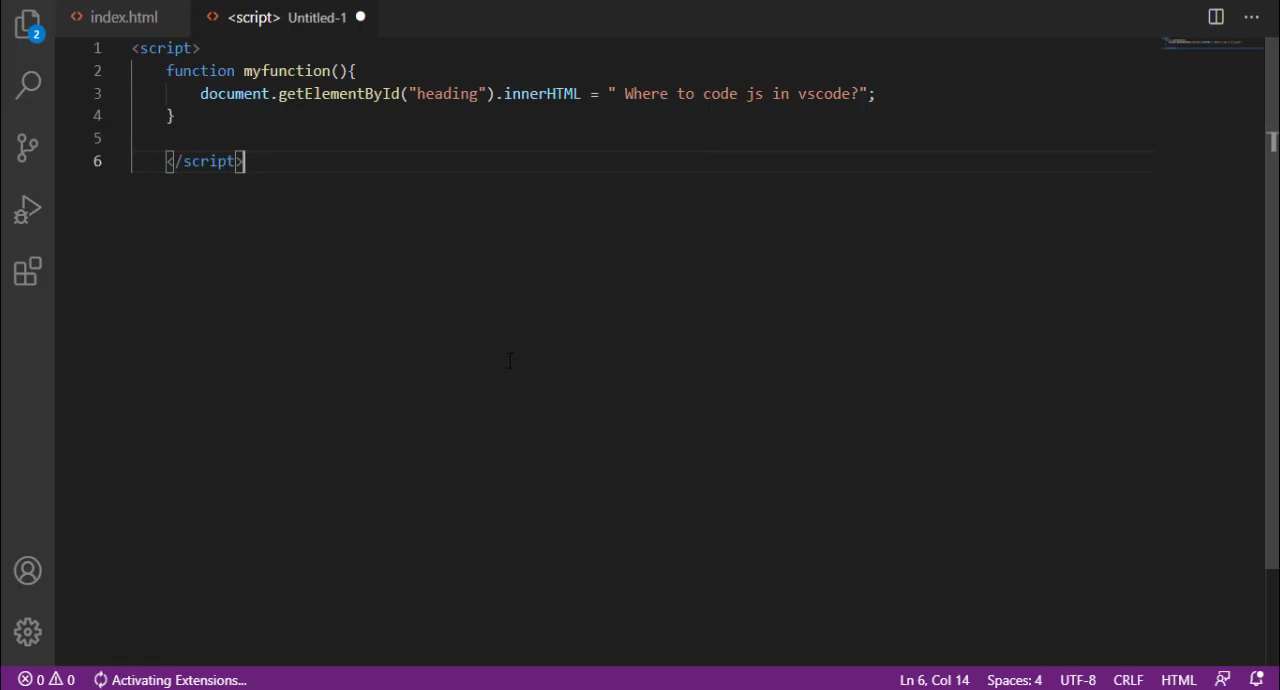 index.html
<script> Untitled-1
2
1 <script>
2 function myfunction(){
3 document.getElementById("heading").innerHTML = " Where to code js in vscode?";
4 }
5
6 </script>
0 0 Activating Extensions... Ln 6, Col 14 Spaces: 4 UTF-8 CRLF HTML